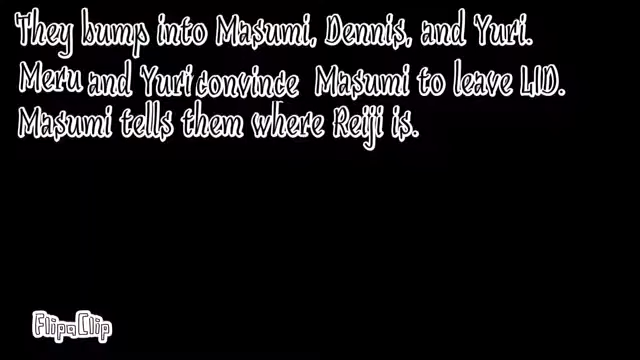 They bump into Masumi, Dennis, and Yuri.
Meru and Yuri convince Masumi to leave LID.
Masumi tells them where Reiji is.
FlipaClip